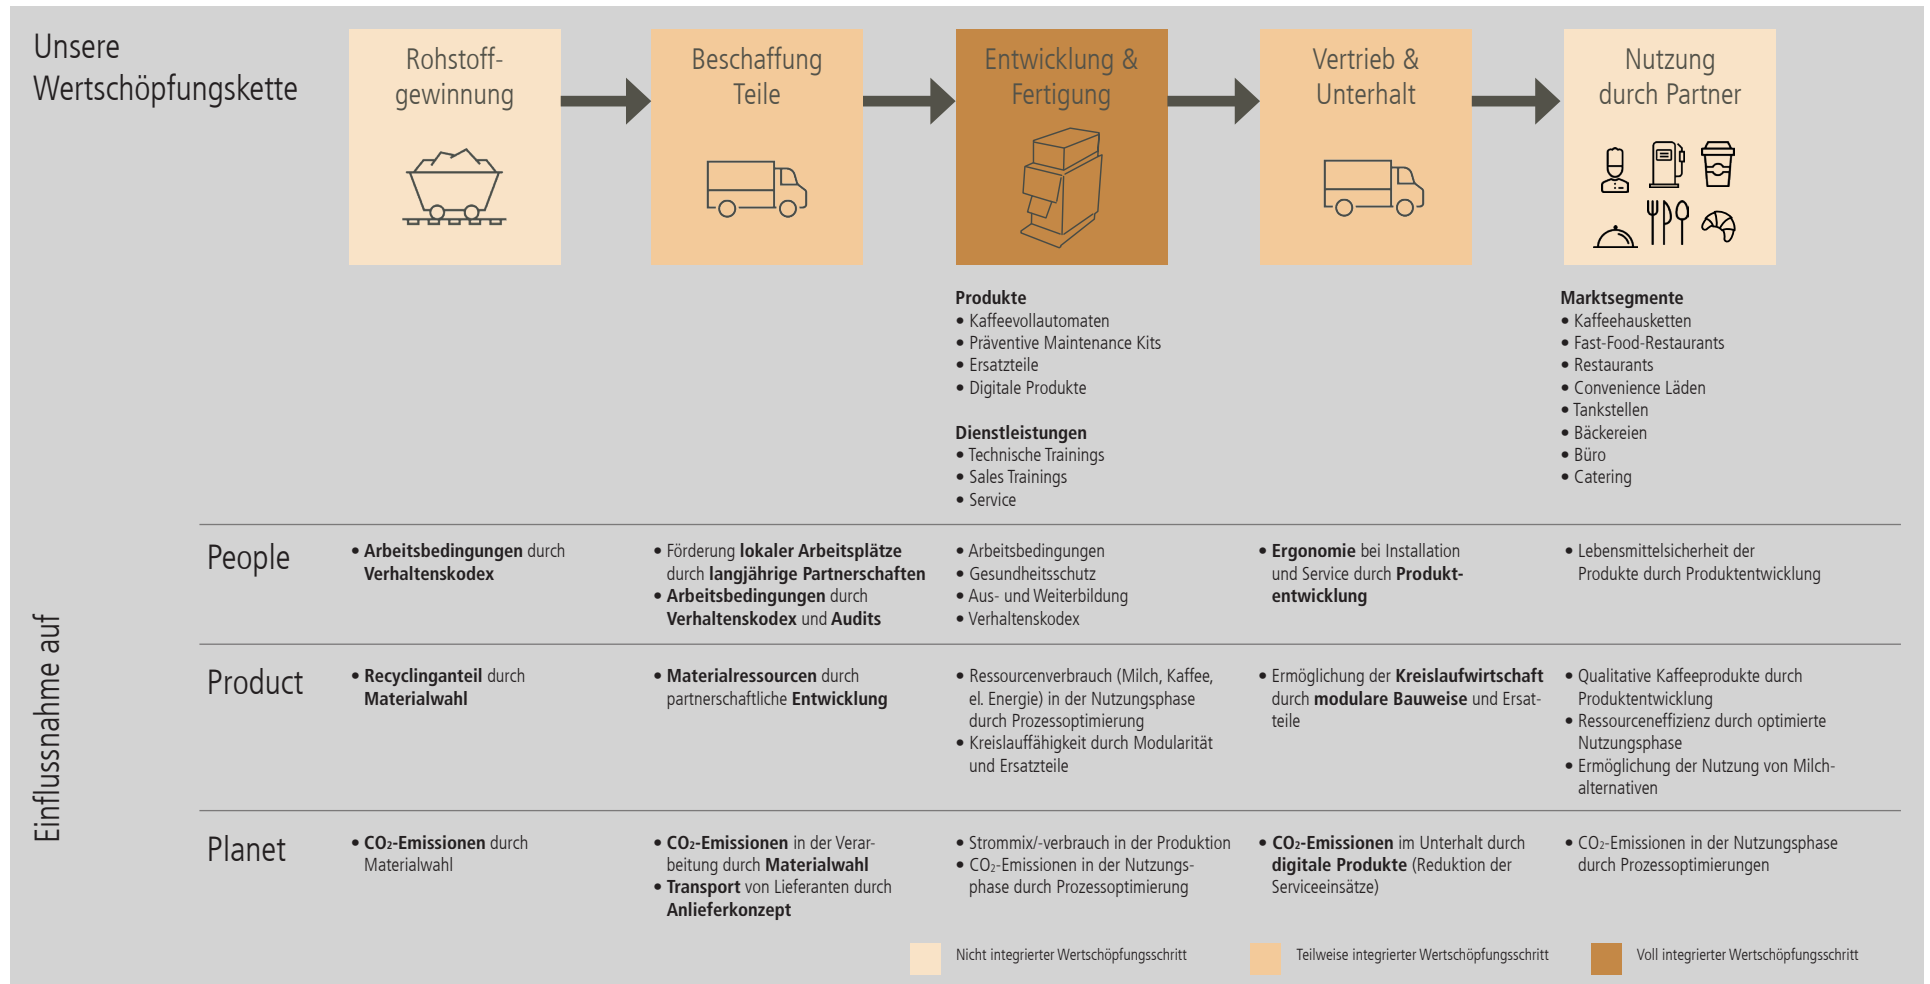 Unsere
Wertschöpfungskette
Rohstoff-
gewinnung
Beschaffung
Teile
Entwicklung &
Fertigung
Vertrieb &
Unterhalt
Nutzung
durch Partner
Produkte
• Kaffeevollautomaten
• Präventive Maintenance Kits
• Ersatzteile
• Digitale Produkte
Dienstleistungen
• Technische Trainings
• Sales Trainings
• Service
Marktsegmente
• Kaffeehausketten
• Fast-Food-Restaurants
• Restaurants
• Convenience Läden
• Tankstellen
• Bäckereien
• Büro
• Catering
Einflussnahme auf
People
• Arbeitsbedingungen durch
Verhaltenskodex
• Förderung lokaler Arbeitsplätze
durch langjährige Partnerschaften
• Arbeitsbedingungen durch
Verhaltenskodex und Audits
• Arbeitsbedingungen
• Gesundheitsschutz
• Aus- und Weiterbildung
• Verhaltenskodex
• Ergonomie bei Installation
und Service durch Produkt-
entwicklung
• Lebensmittelsicherheit der
Produkte durch Produktentwicklung
Product
• Recyclinganteil durch
Materialwahl
• Materialressourcen durch
partnerschaftliche Entwicklung
• Ressourcenverbrauch (Milch, Kaffee,
el. Energie) in der Nutzungsphase
durch Prozessoptimierung
• Kreislauffähigkeit durch Modularität
und Ersatzteile
• Ermöglichung der Kreislaufwirtschaft
durch modulare Bauweise und Ersat-
teile
• Qualitative Kaffeeprodukte durch
Produktentwicklung
• Ressourceneffizienz durch optimierte
Nutzungsphase
• Ermöglichung der Nutzung von Milch-
alternativen
Planet
• CO₂-Emissionen durch
Materialwahl
• CO₂-Emissionen in der Verar-
beitung durch Materialwahl
• Transport von Lieferanten durch
Anlieferkonzept
• Strommix/-verbrauch in der Produktion
• CO₂-Emissionen in der Nutzungs-
phase durch Prozessoptimierung
• CO₂-Emissionen im Unterhalt durch
digitale Produkte (Reduktion der
Serviceeinsätze)
• CO₂-Emissionen in der Nutzungsphase
durch Prozessoptimierungen
Nicht integrierter Wertschöpfungsschritt
Teilweise integrierter Wertschöpfungsschritt
Voll integrierter Wertschöpfungsschritt